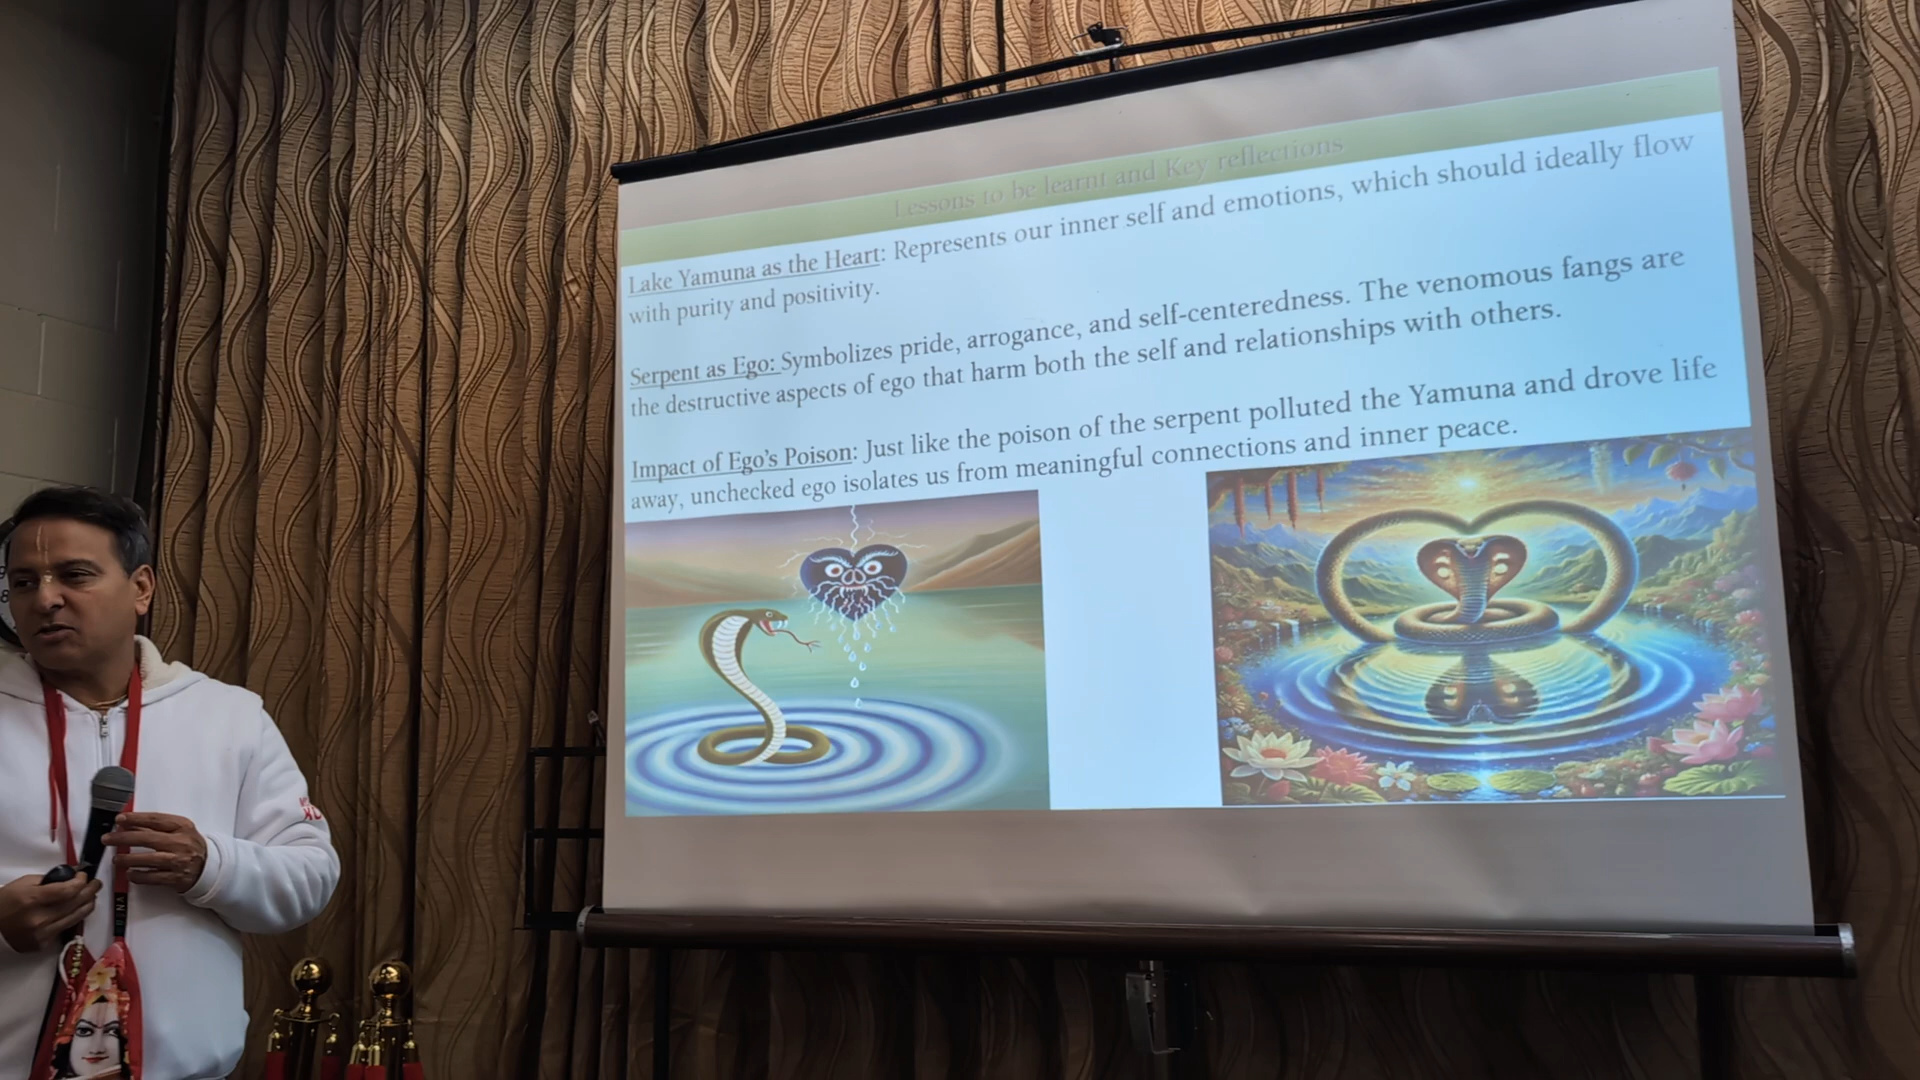 Lessons to be learnt and Key reflections
Lake Yamuna as the Heart: Represents our inner self and emotions, which should ideally flow
with purity and positivity.
Serpent as Ego: Symbolizes pride, arrogance, and self-centeredness. The venomous fangs are
the destructive aspects of ego that harm both the self and relationships with others.
Impact of Ego's Poison: Just like the poison of the serpent polluted the Yamuna and drove life
away, unchecked ego isolates us from meaningful connections and inner peace.